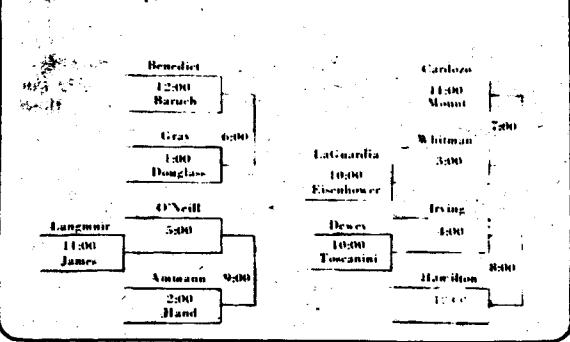 Benedict
12:00
Baruch
Gray
6:00
1:00
Douglass
O'Neill
5:00
Langmuir
11:00
James
Ammann
9:00
2:00
Hand
Cardozo
11:00
Mount
7:00
Whitman
3:00
LaGuardia
10:00
Eisenhower
Irving
4:00
Dewey
10:00
Toscanini
8:00
Hamilton